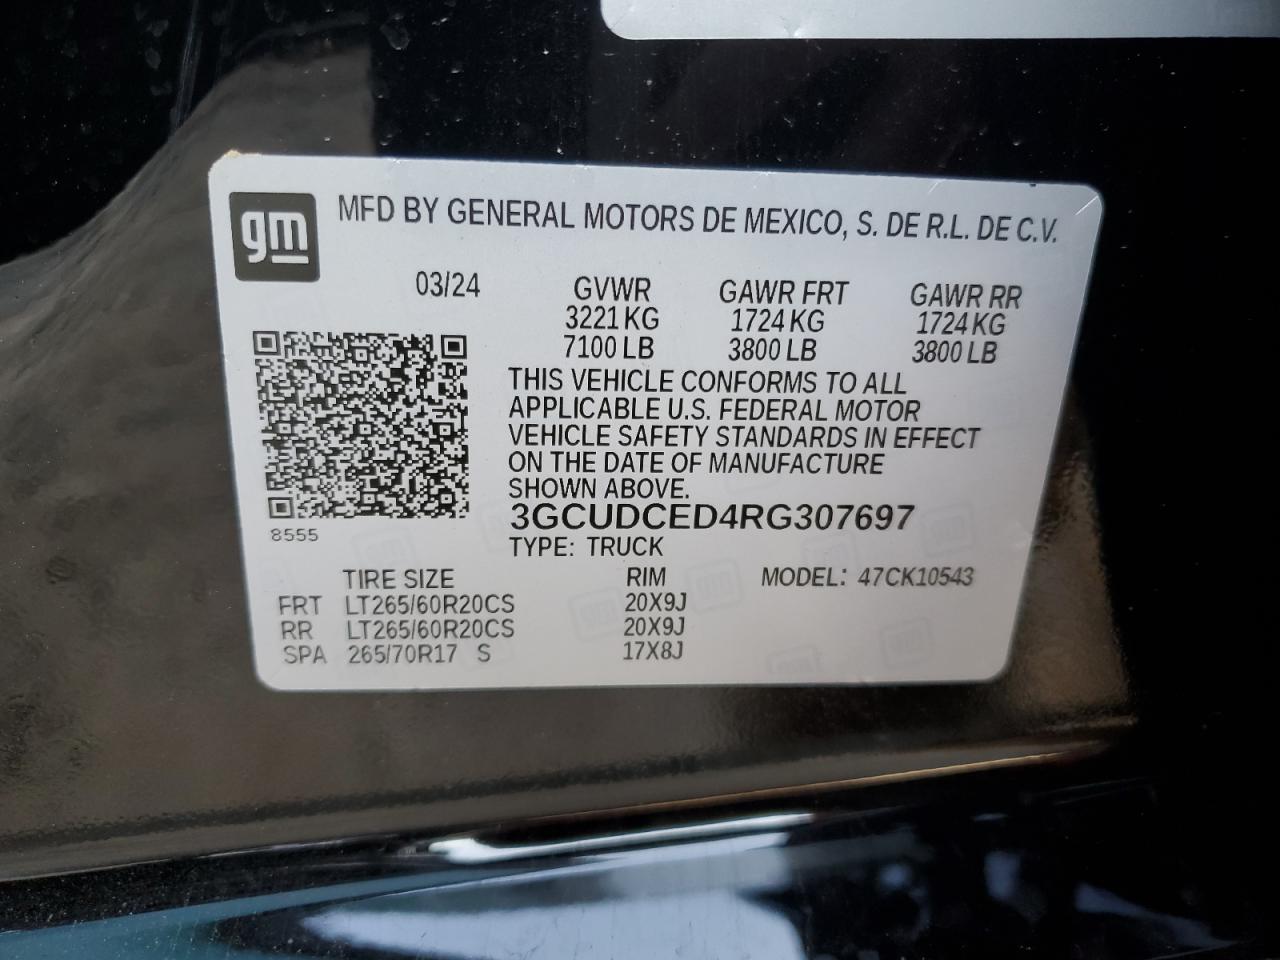 gm
MFD BY GENERAL MOTORS DE MEXICO, S. DE R.L. DE C.V.
03/24 GVWR GAWR FRT GAWR RR
3221 KG 1724 KG 1724 KG
7100 LB 3800 LB 3800 LB
THIS VEHICLE CONFORMS TO ALL
APPLICABLE U.S. FEDERAL MOTOR
VEHICLE SAFETY STANDARDS IN EFFECT
ON THE DATE OF MANUFACTURE
SHOWN ABOVE.
3GCUDCED4RG307697
8555
TYPE: TRUCK
TIRE SIZE RIM MODEL: 47CK10543
FRT LT265/60R20CS 20X9J
RR LT265/60R20CS 20X9J
SPA 265/70R17 S 17X8J